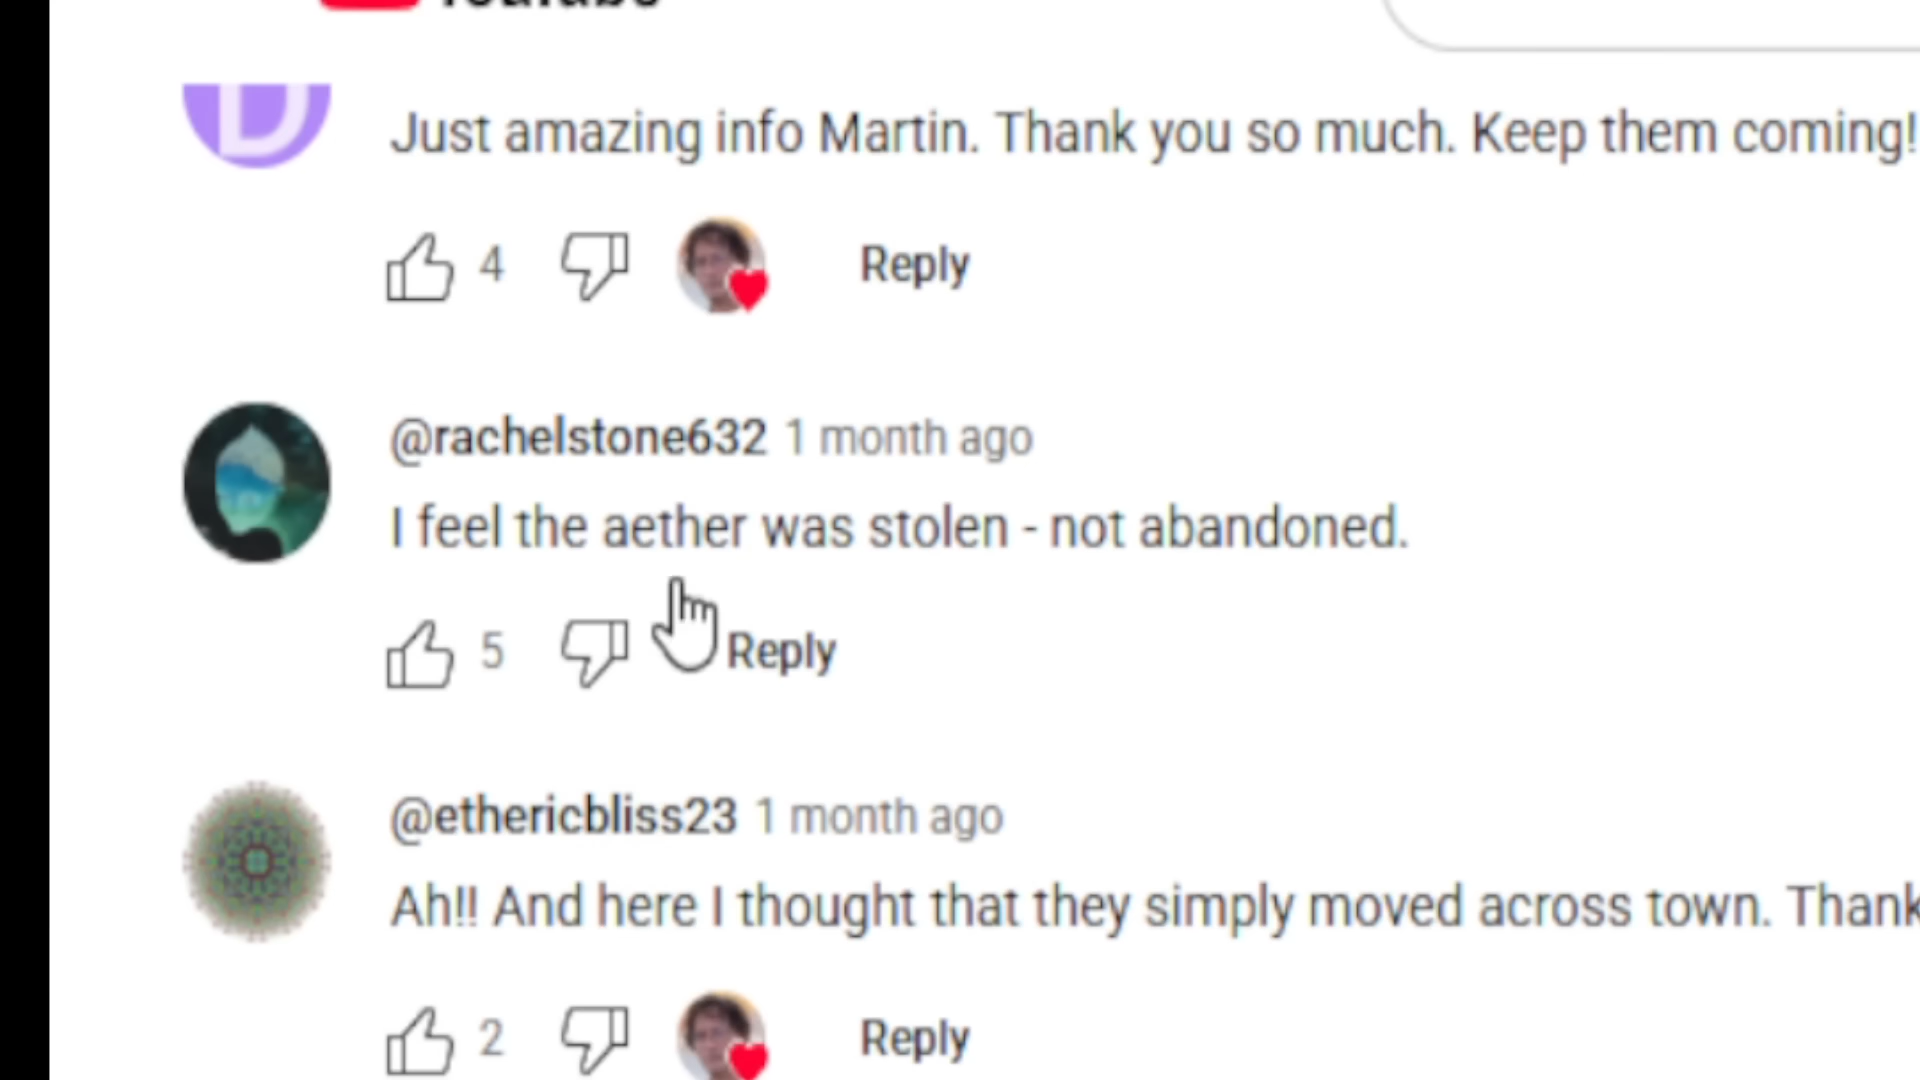 YouTube
D
Just amazing info Martin. Thank you so much. Keep them coming!
4 Reply
@rachelstone632 1 month ago
I feel the aether was stolen - not abandoned.
5 Reply
@ethericbliss23 1 month ago
Ah!! And here I thought that they simply moved across town. Thank
2 Reply